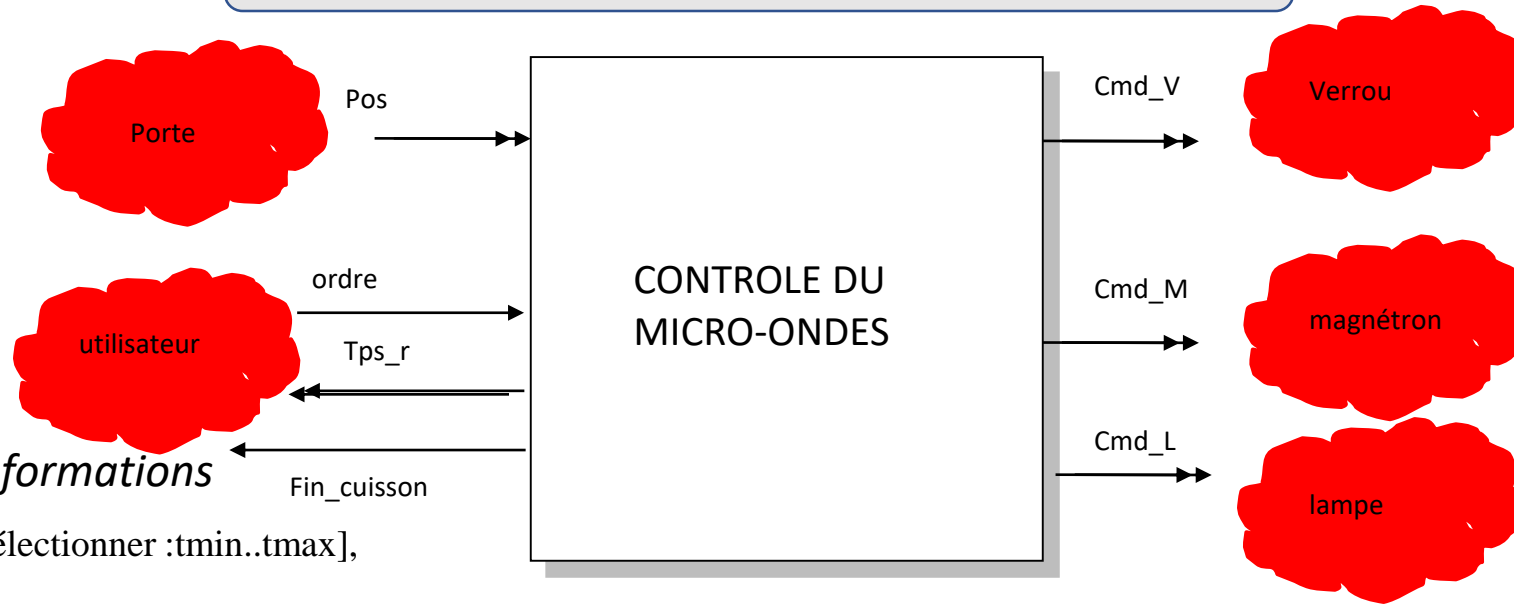 Pos
Cmd_V
Verrou
Porte
ordre
CONTROLE DU
MICRO-ONDES
Cmd_M
magnétron
utilisateur
Tps_r
Cmd_L
formations
Fin_cuisson
lampe
électionner :tmin..tmax],